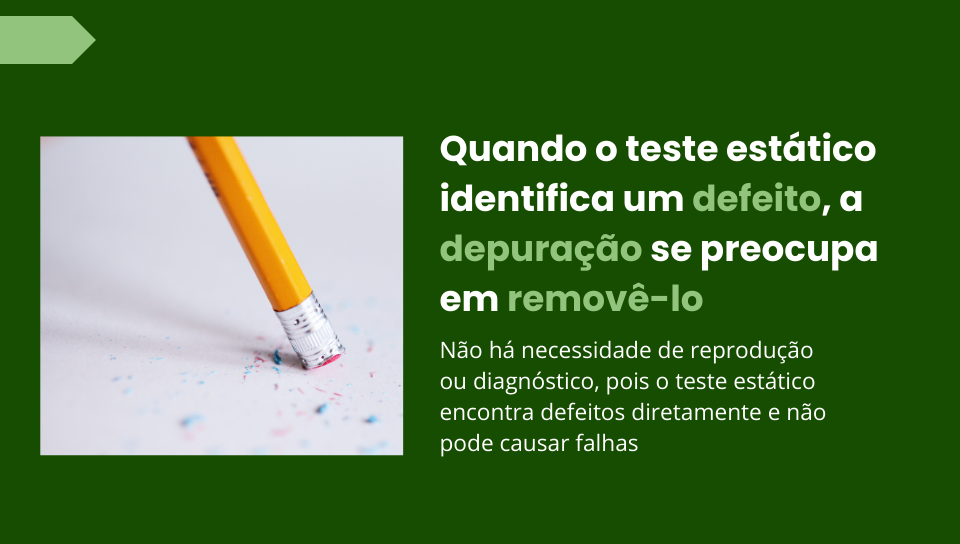 Quando o teste estático
identifica um defeito, a
depuração se preocupa
em removê-lo
Não há necessidade de reprodução
ou diagnóstico, pois o teste estático
encontra defeitos diretamente e não
pode causar falhas